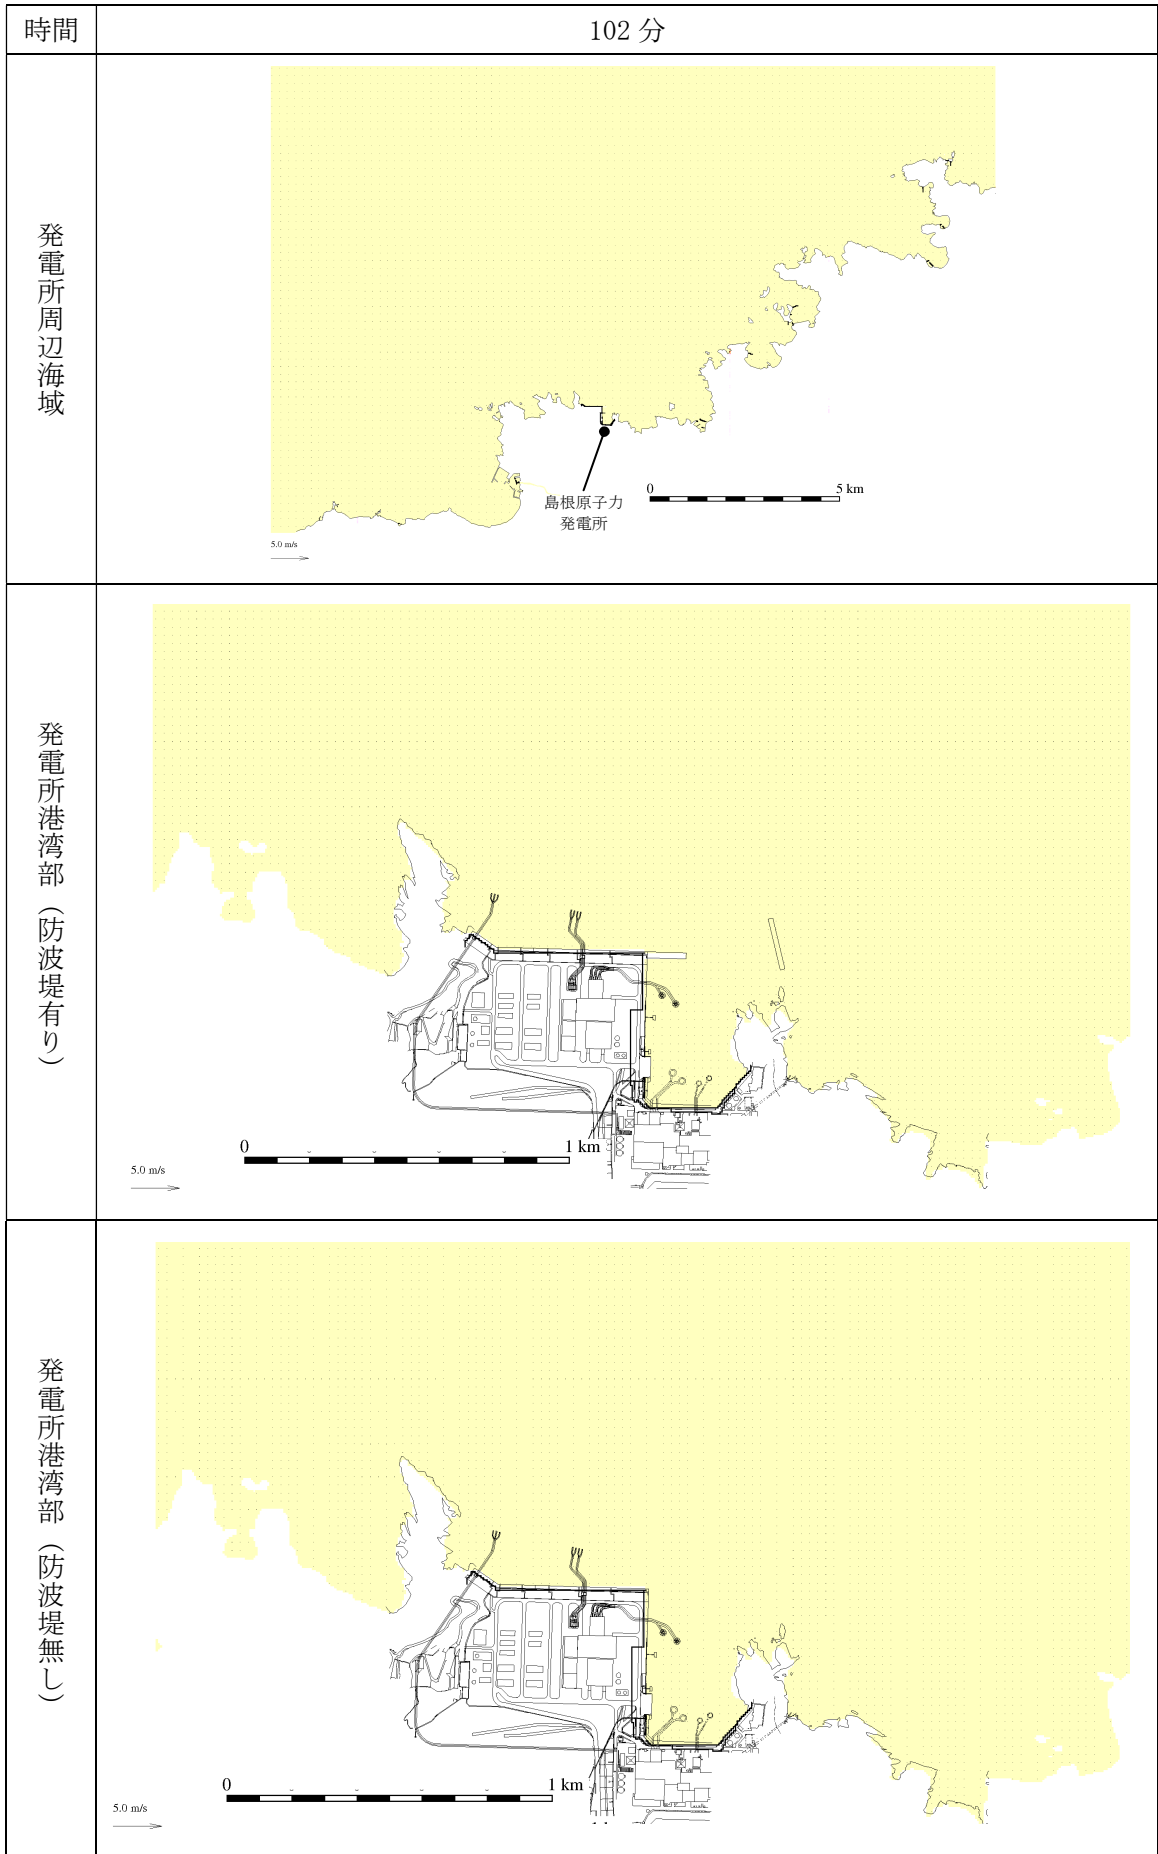 時間
102 分
発電所周辺海域
島根原子力
発電所
0
5 km
5.0 m/s
発電所港湾部（防波堤有り）
0
1 km
5.0 m/s
発電所港湾部（防波堤無し）
0
1 km
5.0 m/s